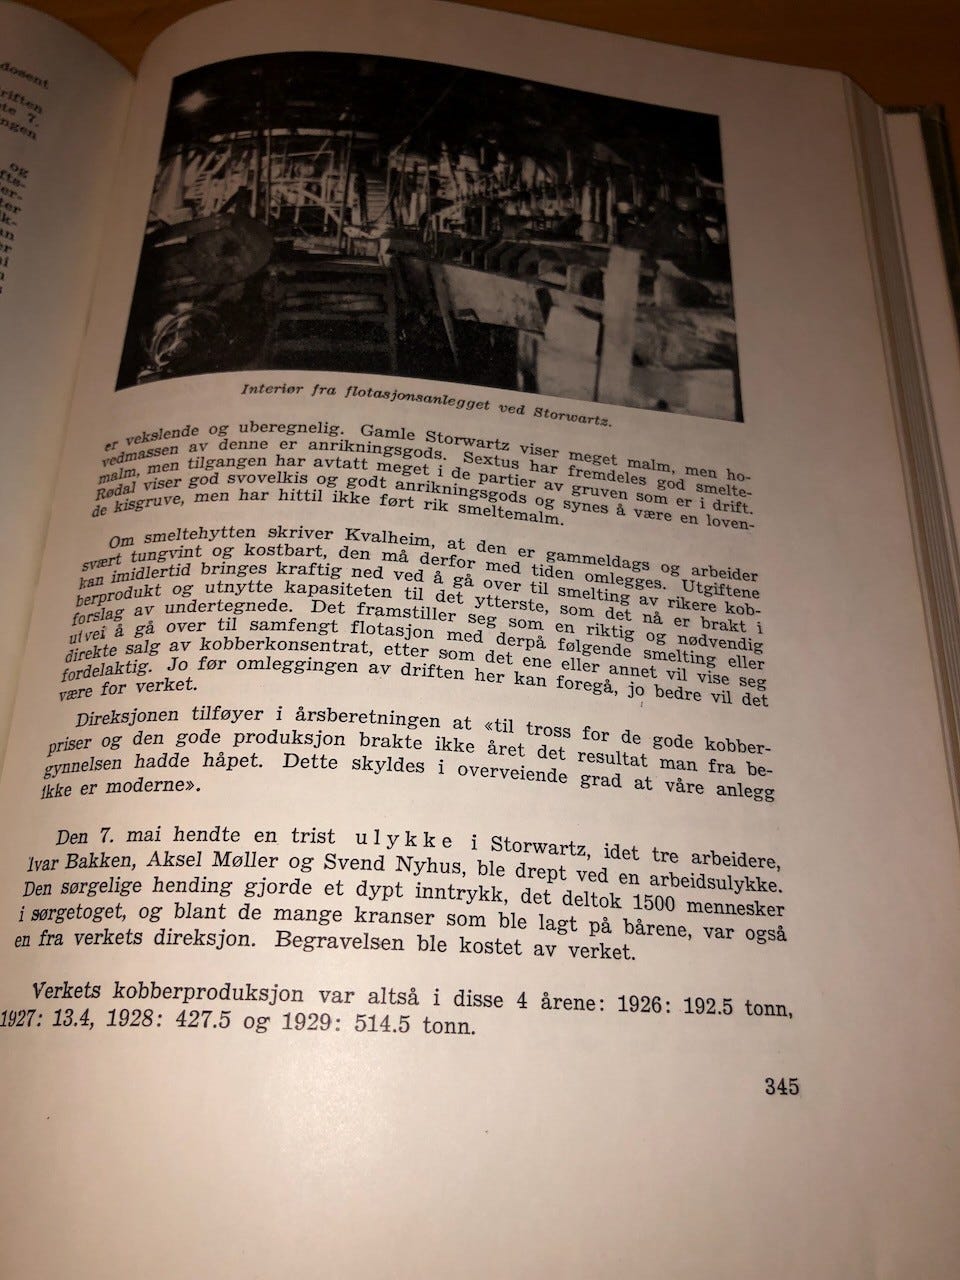 dosent
riften
te 7.
ngen
og
fts-
er-
ter
ik-
an
er
al
n
s
Interiør fra flotasjonsanlegget ved Storwartz.
er vekslende og uberegnelig. Gamle Storwartz viser meget malm, men ho-
vedmassen av denne er anrikningsgods. Sextus har fremdeles god smelte-
malm, men tilgangen har avtatt meget i de partier av gruven som er i drift.
Rødal viser god svovelkis og godt anrikningsgods og synes å være en loven-
de kisgruve, men har hittil ikke ført rik smeltemalm.
Om smeltehytten skriver Kvalheim, at den er gammeldags og arbeider
svært tungvint og kostbart, den må derfor med tiden omlegges. Utgiftene
kan imidlertid bringes kraftig ned ved å gå over til smelting av rikere kob-
berprodukt og utnytte kapasiteten til det ytterste, som det nå er brakt i
forslag av undertegnede. Det framstiller seg som en riktig og nødvendig
utvei å gå over til samfengt flotasjon med derpå følgende smelting eller
direkte salg av kobberkonsentrat, etter som det ene eller annet vil vise seg
fordelaktig. Jo før omleggingen av driften her kan foregå, jo bedre vil det
være for verket.
Direksjonen tilføyer i årsberetningen at «til tross for de gode kobber-
priser og den gode produksjon brakte ikke året det resultat man fra be-
gynnelsen hadde håpet. Dette skyldes i overveiende grad at våre anlegg
ikke er moderne».
Den 7. mai hendte en trist ulykke i Storwartz, idet tre arbeidere,
Ivar Bakken, Aksel Møller og Svend Nyhus, ble drept ved en arbeidsulykke.
Den sørgelige hending gjorde et dypt inntrykk, det deltok 1500 mennesker
i sørgetoget, og blant de mange kranser som ble lagt på bårene, var også
en fra verkets direksjon. Begravelsen ble kostet av verket.
Verkets kobberproduksjon var altså i disse 4 årene: 1926: 192.5 tonn,
1927: 13.4, 1928: 427.5 og 1929: 514.5 tonn.
345